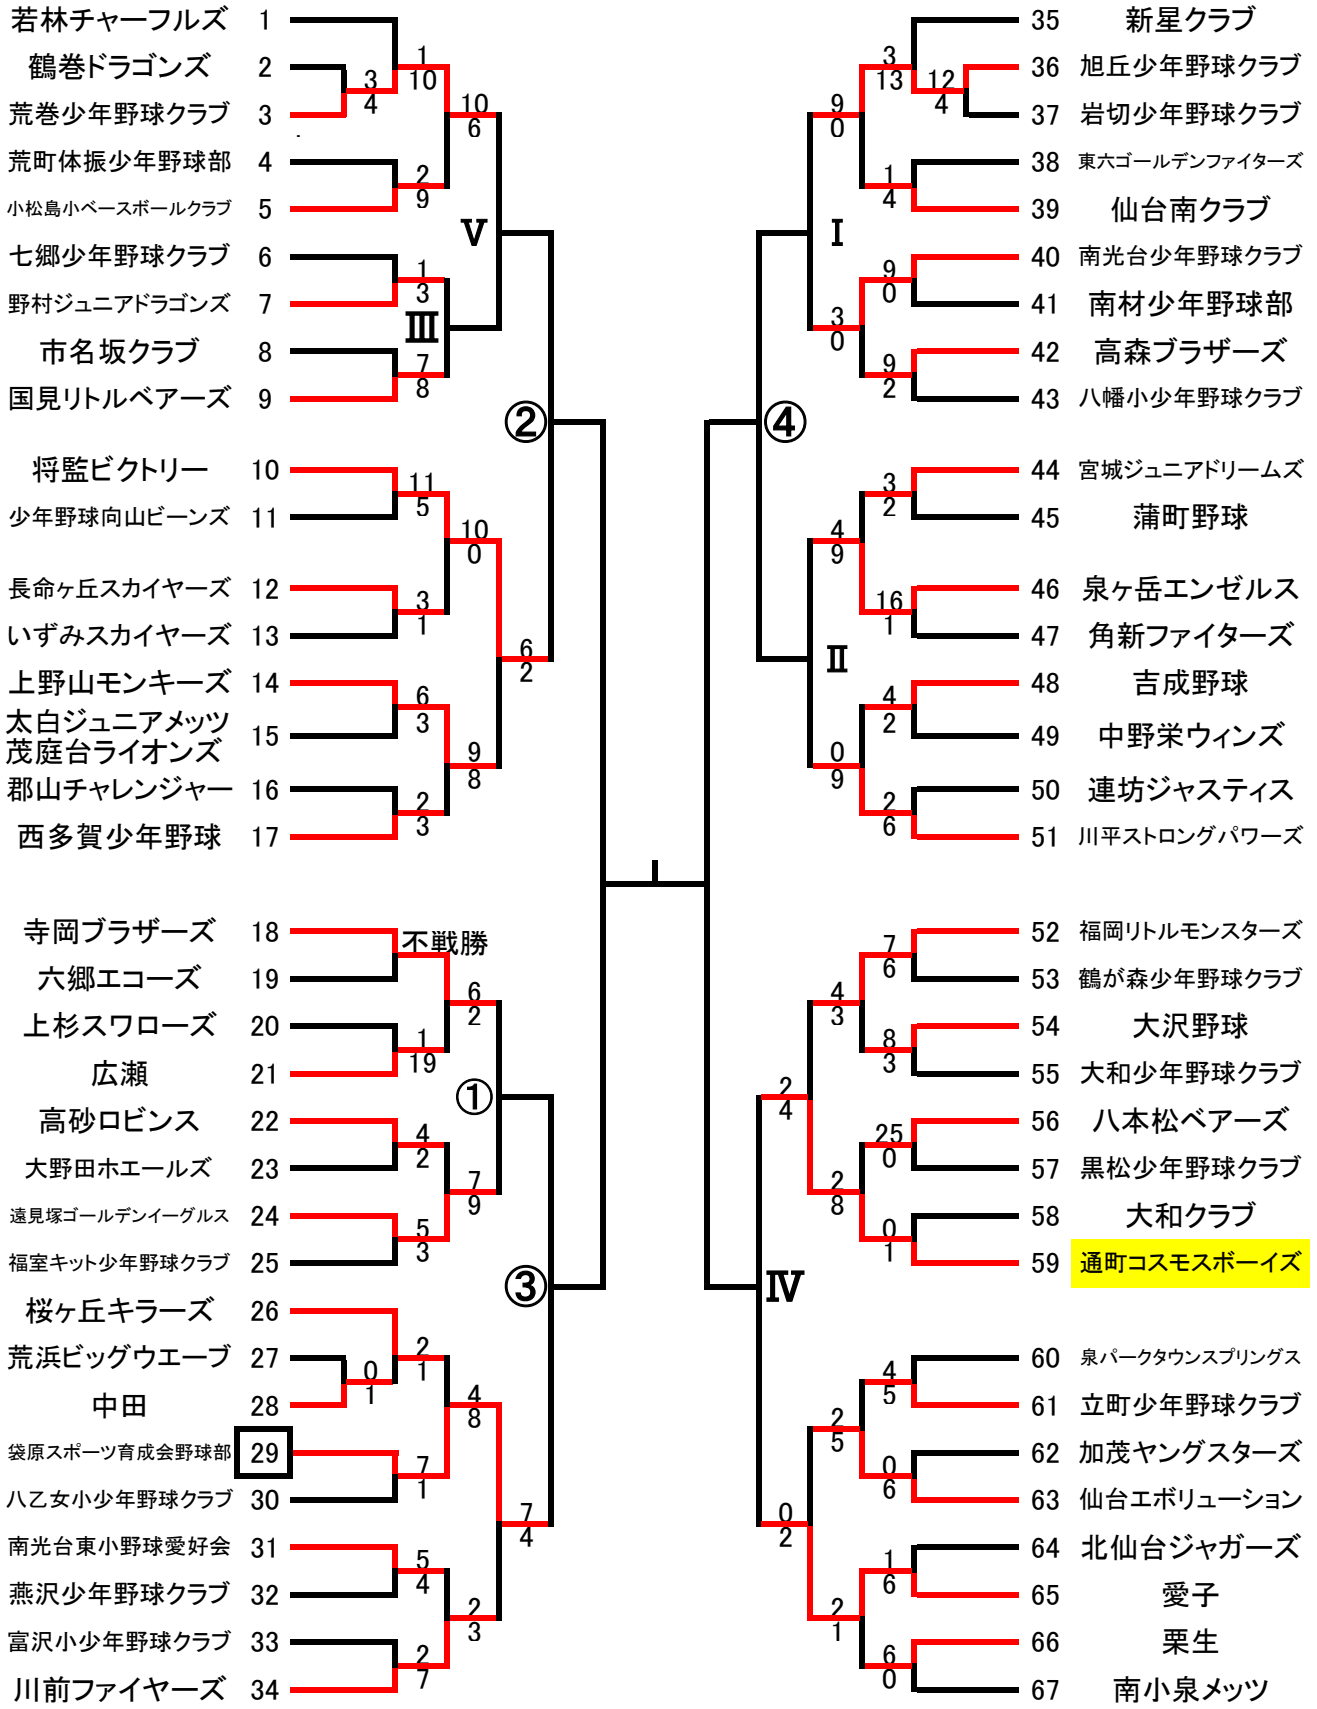 若林チャーフルズ 1
鶴巻ドラゴンズ 2
荒巻少年野球クラブ 3
荒町体振少年野球部 4
小松島小ベースボールクラブ 5
七郷少年野球クラブ 6
野村ジュニアドラゴンズ 7
市名坂クラブ 8
国見リトルベアーズ 9
将監ビクトリー 10
少年野球向山ビーンズ 11
長命ヶ丘スカイヤーズ 12
いずみスカイヤーズ 13
上野山モンキーズ 14
太白ジュニアメッツ
茂庭台ライオンズ 15
郡山チャレンジャー 16
西多賀少年野球 17
寺岡ブラザーズ 18
六郷エコーズ 19
上杉スワローズ 20
広瀬 21
高砂ロビンス 22
大野田ホエールズ 23
遠見塚ゴールデンイーグルス 24
福室キット少年野球クラブ 25
桜ヶ丘キラーズ 26
荒浜ビッグウエーブ 27
中田 28
袋原スポーツ育成会野球部 29
八乙女小少年野球クラブ 30
南光台東小野球愛好会 31
燕沢少年野球クラブ 32
富沢小少年野球クラブ 33
川前ファイヤーズ 34
3
4
1
10
2
9
1
3
7
8
11
5
3
1
6
3
2
3
不戦勝
1
19
4
2
5
3
0
1
2
1
7
1
5
4
2
7
10
6
Ⅲ
10
0
9
8
6
2
7
9
4
8
2
3
Ⅴ
6
2
①
7
4
②
③
④
Ⅰ
Ⅱ
Ⅳ
9
0
3
0
4
9
0
9
2
4
4
3
2
8
0
2
2
5
2
1
3
13
12
4
1
4
9
0
9
2
3
2
16
1
4
2
2
6
7
6
8
3
25
0
0
1
4
5
0
6
1
6
6
0
35 新星クラブ
36 旭丘少年野球クラブ
37 岩切少年野球クラブ
38 東六ゴールデンファイターズ
39 仙台南クラブ
40 南光台少年野球クラブ
41 南材少年野球部
42 高森ブラザーズ
43 八幡小少年野球クラブ
44 宮城ジュニアドリームズ
45 蒲町野球
46 泉ヶ岳エンゼルス
47 角新ファイターズ
48 吉成野球
49 中野栄ウィンズ
50 連坊ジャスティス
51 川平ストロングパワーズ
52 福岡リトルモンスターズ
53 鶴が森少年野球クラブ
54 大沢野球
55 大和少年野球クラブ
56 八本松ベアーズ
57 黒松少年野球クラブ
58 大和クラブ
59 通町コスモスボーイズ
60 泉パークタウンスプリングス
61 立町少年野球クラブ
62 加茂ヤングスターズ
63 仙台エボリューション
64 北仙台ジャガーズ
65 愛子
66 栗生
67 南小泉メッツ